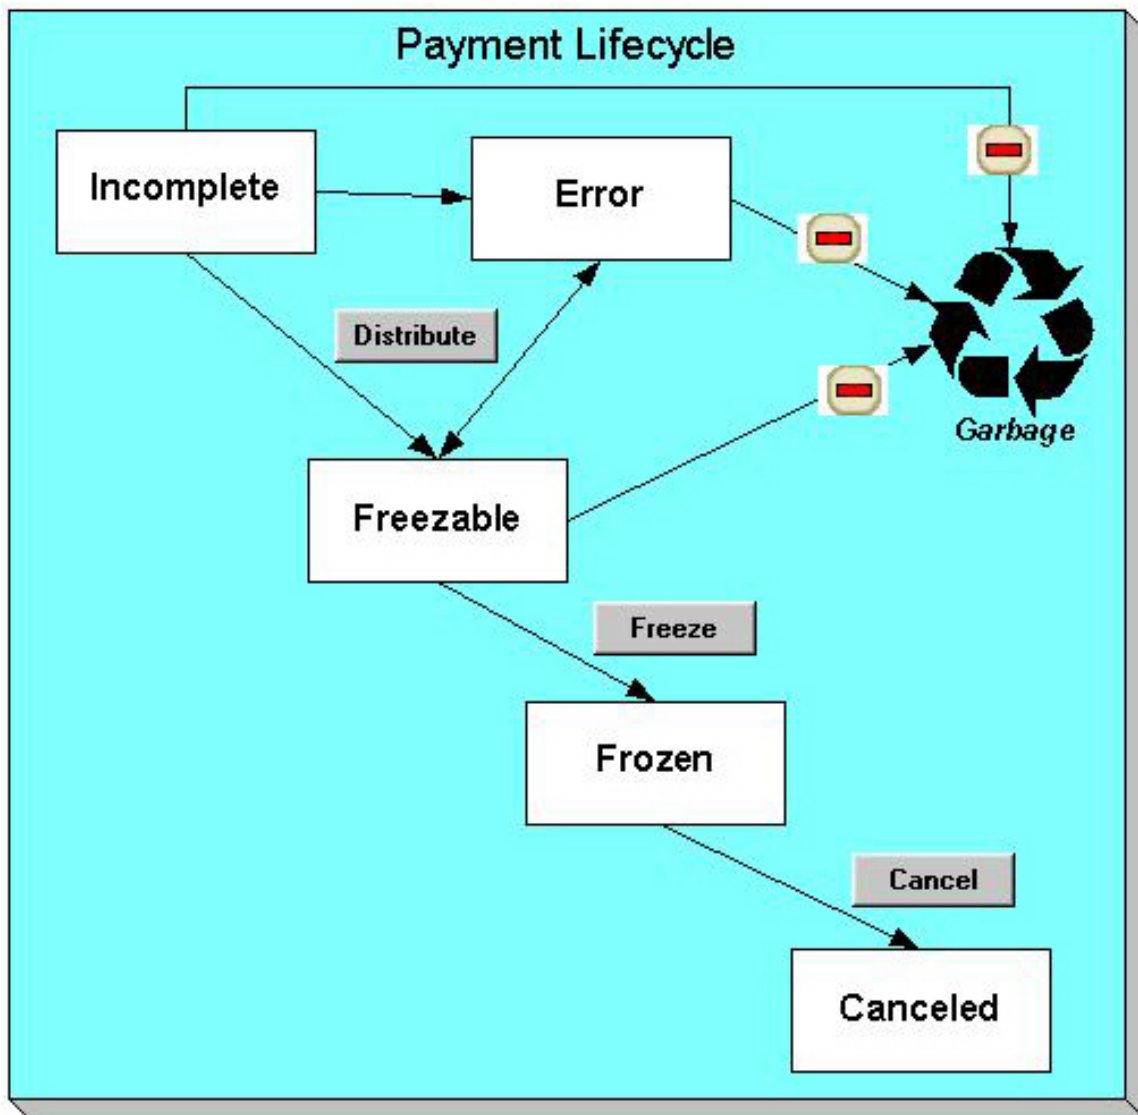 Payment Lifecycle
Incomplete
Error
Distribute
Garbage
Freezable
Freeze
Frozen
Cancel
Canceled